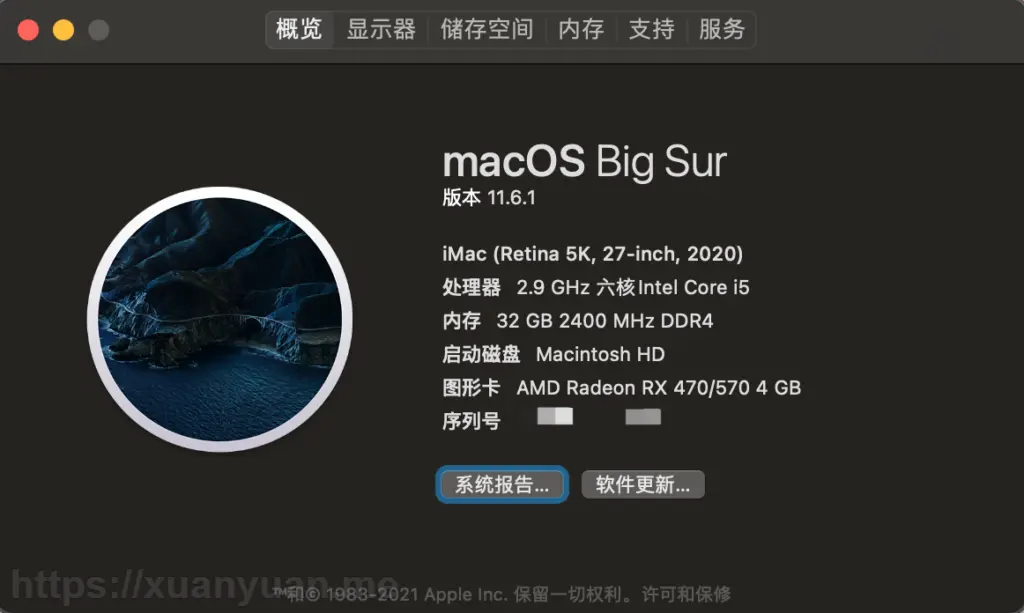 概览 显示器 储存空间 内存 支持 服务
macOS Big Sur
版本 11.6.1
iMac (Retina 5K, 27-inch, 2020)
处理器 2.9 GHz 六核Intel Core i5
内存 32 GB 2400 MHz DDR4
启动磁盘 Macintosh HD
图形卡 AMD Radeon RX 470/570 4 GB
序列号
系统报告... 软件更新...
™和© 1983-2021 Apple Inc. 保留一切权利。许可和保修
https://xuanyuan.me